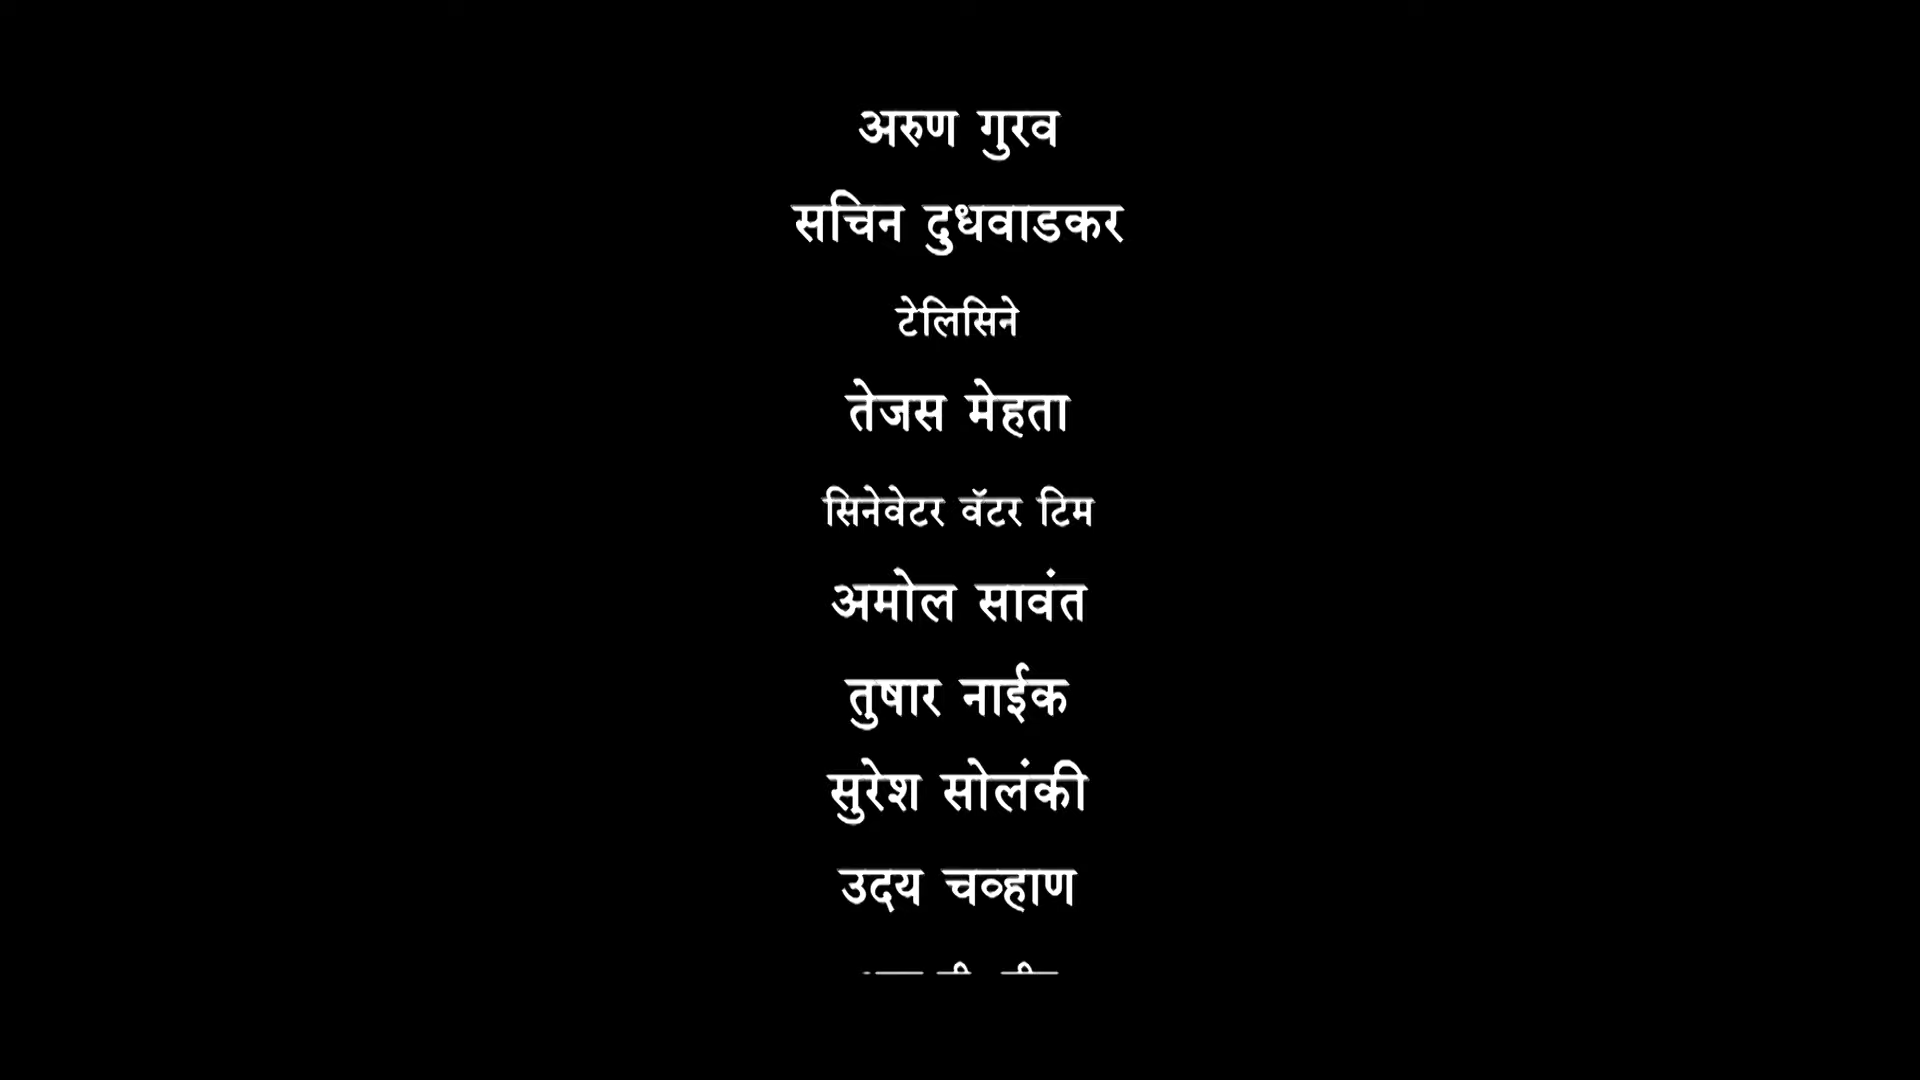 अरुण गुरव
सचिन दुधवाडकर
टेलिसिने
तेजस मेहता
सिनेवेटर वॅटर टिम
अमोल सावंत
तुषार नाईक
सुरेश सोलंकी
उदय चव्हाण